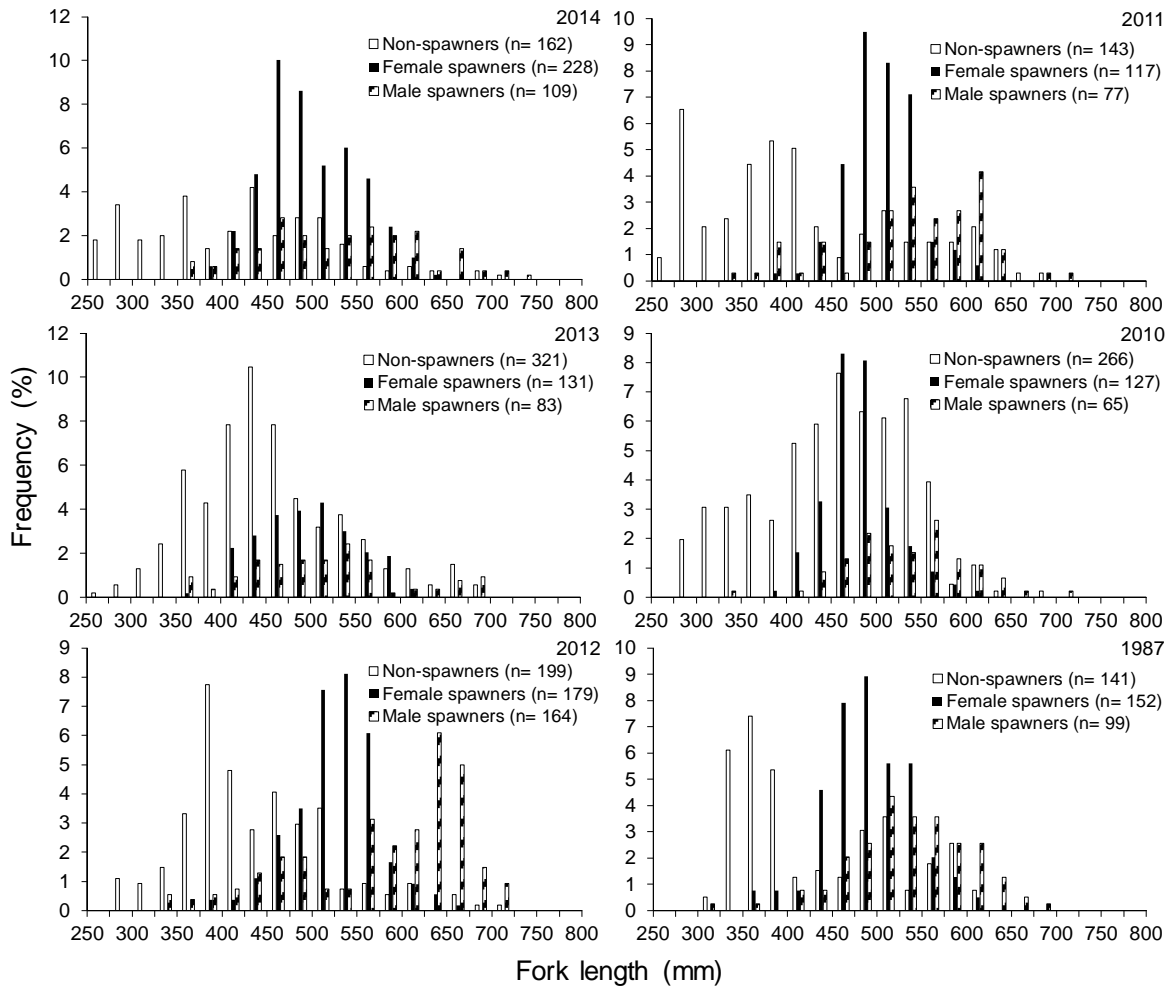 2014
Non-spawners (n= 162)
Female spawners (n= 228)
Male spawners (n= 109)
12
10
8
6
4
2
0
250 300 350 400 450 500 550 600 650 700 750 800
2011
Non-spawners (n= 143)
Female spawners (n= 117)
Male spawners (n= 77)
10
9
8
7
6
5
4
3
2
1
0
250 300 350 400 450 500 550 600 650 700 750 800
Frequency (%)
2013
Non-spawners (n= 321)
Female spawners (n= 131)
Male spawners (n= 83)
12
10
8
6
4
2
0
250 300 350 400 450 500 550 600 650 700 750 800
2010
Non-spawners (n= 266)
Female spawners (n= 127)
Male spawners (n= 65)
9
8
7
6
5
4
3
2
1
0
250 300 350 400 450 500 550 600 650 700 750 800
2012
Non-spawners (n= 199)
Female spawners (n= 179)
Male spawners (n= 164)
9
8
7
6
5
4
3
2
1
0
250 300 350 400 450 500 550 600 650 700 750 800
1987
Non-spawners (n= 141)
Female spawners (n= 152)
Male spawners (n= 99)
10
9
8
7
6
5
4
3
2
1
0
250 300 350 400 450 500 550 600 650 700 750 800
Fork length (mm)